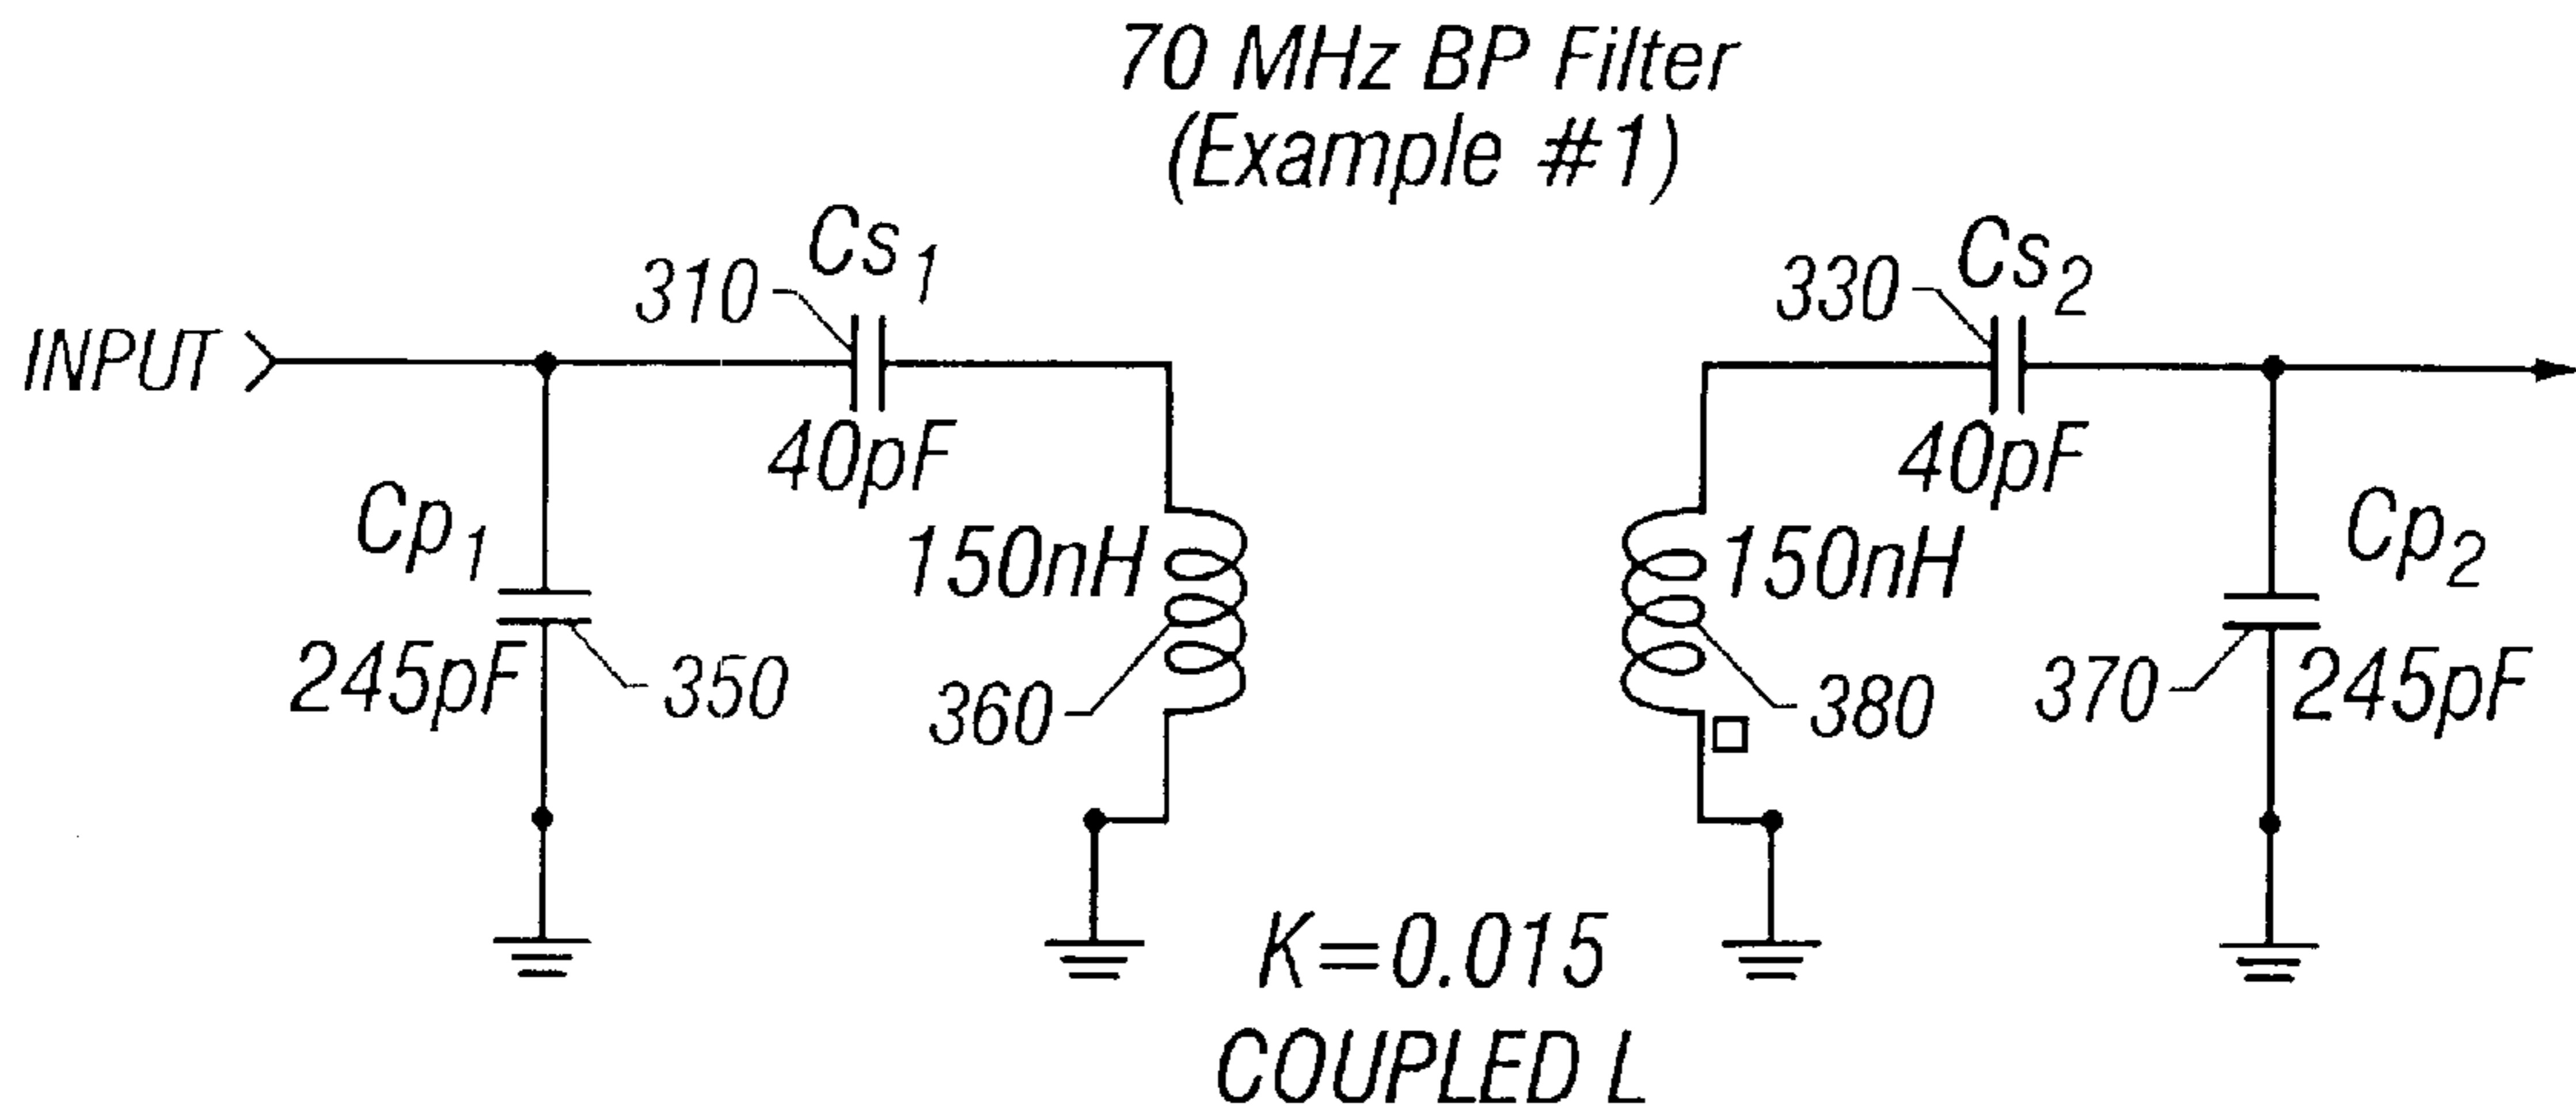 70 MHz BP Filter
(Example #1)
INPUT
310
Cs1
40pF
330
Cs2
40pF
Cp1
245pF
350
150nH
360
150nH
380
Cp2
370
245pF
K=0.015
COUPLED L